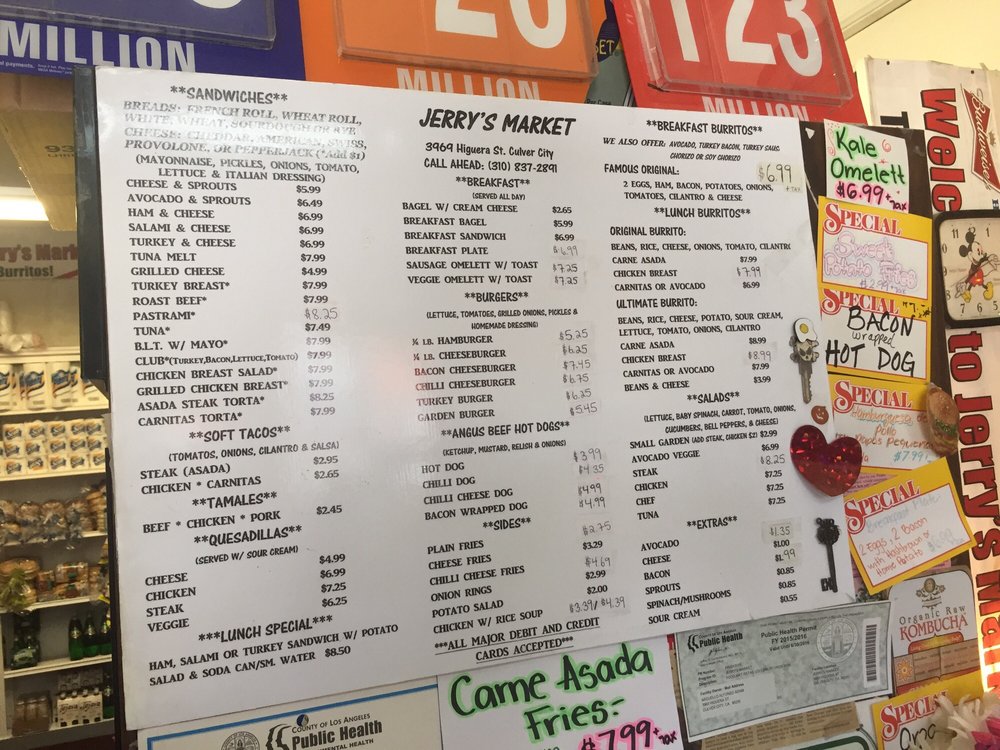 MILLION
20
MILLION
123
MILLION
**SANDWICHES**
BREADS: FRENCH ROLL, WHEAT ROLL,
WHITE, WHEAT, SOURDOUGH OR RYE
CHEESE: CHEDDAR, AMERICAN, SWISS,
PROVOLONE, OR PEPPERJACK (*Add $1)
(MAYONNAISE, PICKLES, ONIONS, TOMATO,
LETTUCE & ITALIAN DRESSING)
CHEESE & SPROUTS $5.99
AVOCADO & SPROUTS $6.49
HAM & CHEESE $6.99
SALAMI & CHEESE $6.99
TURKEY & CHEESE $6.99
TUNA MELT $7.99
GRILLED CHEESE $4.99
TURKEY BREAST* $7.99
ROAST BEEF* $7.99
PASTRAMI* $8.25
TUNA* $7.49
B.L.T. W/ MAYO* $7.99
CLUB*(TURKEY,BACON,LETTUCE,TOMATO) $7.99
CHICKEN BREAST SALAD* $7.99
GRILLED CHICKEN BREAST* $7.99
ASADA STEAK TORTA* $8.25
CARNITAS TORTA* $7.99
**SOFT TACOS**
(TOMATOS, ONIONS, CILANTRO & SALSA)
STEAK (ASADA) $2.95
CHICKEN * CARNITAS $2.65
**TAMALES**
BEEF * CHICKEN * PORK $2.45
**QUESADILLAS**
(SERVED W/ SOUR CREAM)
CHEESE $4.99
CHICKEN $6.99
STEAK $7.25
VEGGIE $6.25
***LUNCH SPECIAL***
HAM, SALAMI OR TURKEY SANDWICH W/ POTATO
SALAD & SODA CAN/SM. WATER $8.50
JERRY'S MARKET
3969 Higuera St. Culver City
CALL AHEAD: (310) 837-2891
**BREAKFAST**
(SERVED ALL DAY)
BAGEL W/ CREAM CHEESE $2.65
BREAKFAST BAGEL $5.99
BREAKFAST SANDWICH $6.99
BREAKFAST PLATE $6.99
SAUSAGE OMELETT W/ TOAST $7.25
VEGGIE OMELETT W/ TOAST $7.25
**BURGERS**
(LETTUCE, TOMATOES, GRILLED ONIONS, PICKLES &
HOMEMADE DRESSING)
¼ LB. HAMBURGER $5.25
¼ LB. CHEESEBURGER $6.25
BACON CHEESEBURGER $7.45
CHILLI CHEESEBURGER $6.75
TURKEY BURGER $6.25
GARDEN BURGER $5.45
**ANGUS BEEF HOT DOGS**
(KETCHUP, MUSTARD, RELISH & ONIONS)
HOT DOG $3.99
CHILLI DOG $4.35
CHILLI CHEESE DOG $4.99
BACON WRAPPED DOG $4.99
**SIDES**
PLAIN FRIES $2.75
CHEESE FRIES $3.29
CHILLI CHEESE FRIES $4.69
ONION RINGS $2.99
POTATO SALAD $2.00
CHICKEN W/ RICE SOUP $3.39/$4.39
***ALL MAJOR DEBIT AND CREDIT
CARDS ACCEPTED***
**BREAKFAST BURRITOS**
WE ALSO OFFER: AVOCADO, TURKEY BACON, TURKEY SAUSG
CHORIZO OR SOY CHORIZO
FAMOUS ORIGINAL: $6.99 + TAX
2 EGGS, HAM, BACON, POTATOES, ONIONS,
TOMATOES, CILANTRO & CHEESE
**LUNCH BURRITOS**
ORIGINAL BURRITO:
BEANS, RICE, CHEESE, ONIONS, TOMATO, CILANTRO
CARNE ASADA $7.99
CHICKEN BREAST $7.99
CARNITAS OR AVOCADO $6.99
ULTIMATE BURRITO:
BEANS, RICE, CHEESE, POTATO, SOUR CREAM,
LETTUCE, TOMATO, ONIONS, CILANTRO
CARNE ASADA $8.99
CHICKEN BREAST $8.99
CARNITAS OR AVOCADO $7.99
BEANS & CHEESE $3.99
**SALADS**
(LETTUCE, BABY SPINACH, CARROT, TOMATO, ONIONS,
CUCUMBERS, BELL PEPPERS, & CHEESE)
SMALL GARDEN (ADD STEAK, CHICKEN $2) $2.99
AVOCADO VEGGIE $6.99
STEAK $8.25
CHICKEN $7.25
CHEF $7.25
TUNA $7.25
**EXTRAS**
AVOCADO $1.35
CHEESE $1.00
BACON $1.99
SPROUTS $0.85
SPINACH/MUSHROOMS $0.85
SOUR CREAM $0.55
Kale
Omelett
$6.99 + tax
SPECIAL
Sweet
Potato Fries
$2.99 + tax
SPECIAL
BACON
wrapped
HOT DOG
SPECIAL
Hamburguesa de
Pollo
$7.99
SPECIAL
Breakfast Plate
2 Eggs, 2 Bacon
with Hashbrown or
Home Potato
SPECIAL
Carne Asada
Fries:-
$7.99 + tax
COUNTY OF LOS ANGELES
Public Health
Public Health
Public Health Permit
FY 2015/2016
Organic Raw
KOMBUCHA
Budweiser
Welc
to Jerry's Ma
rry's Mark
Burritos!